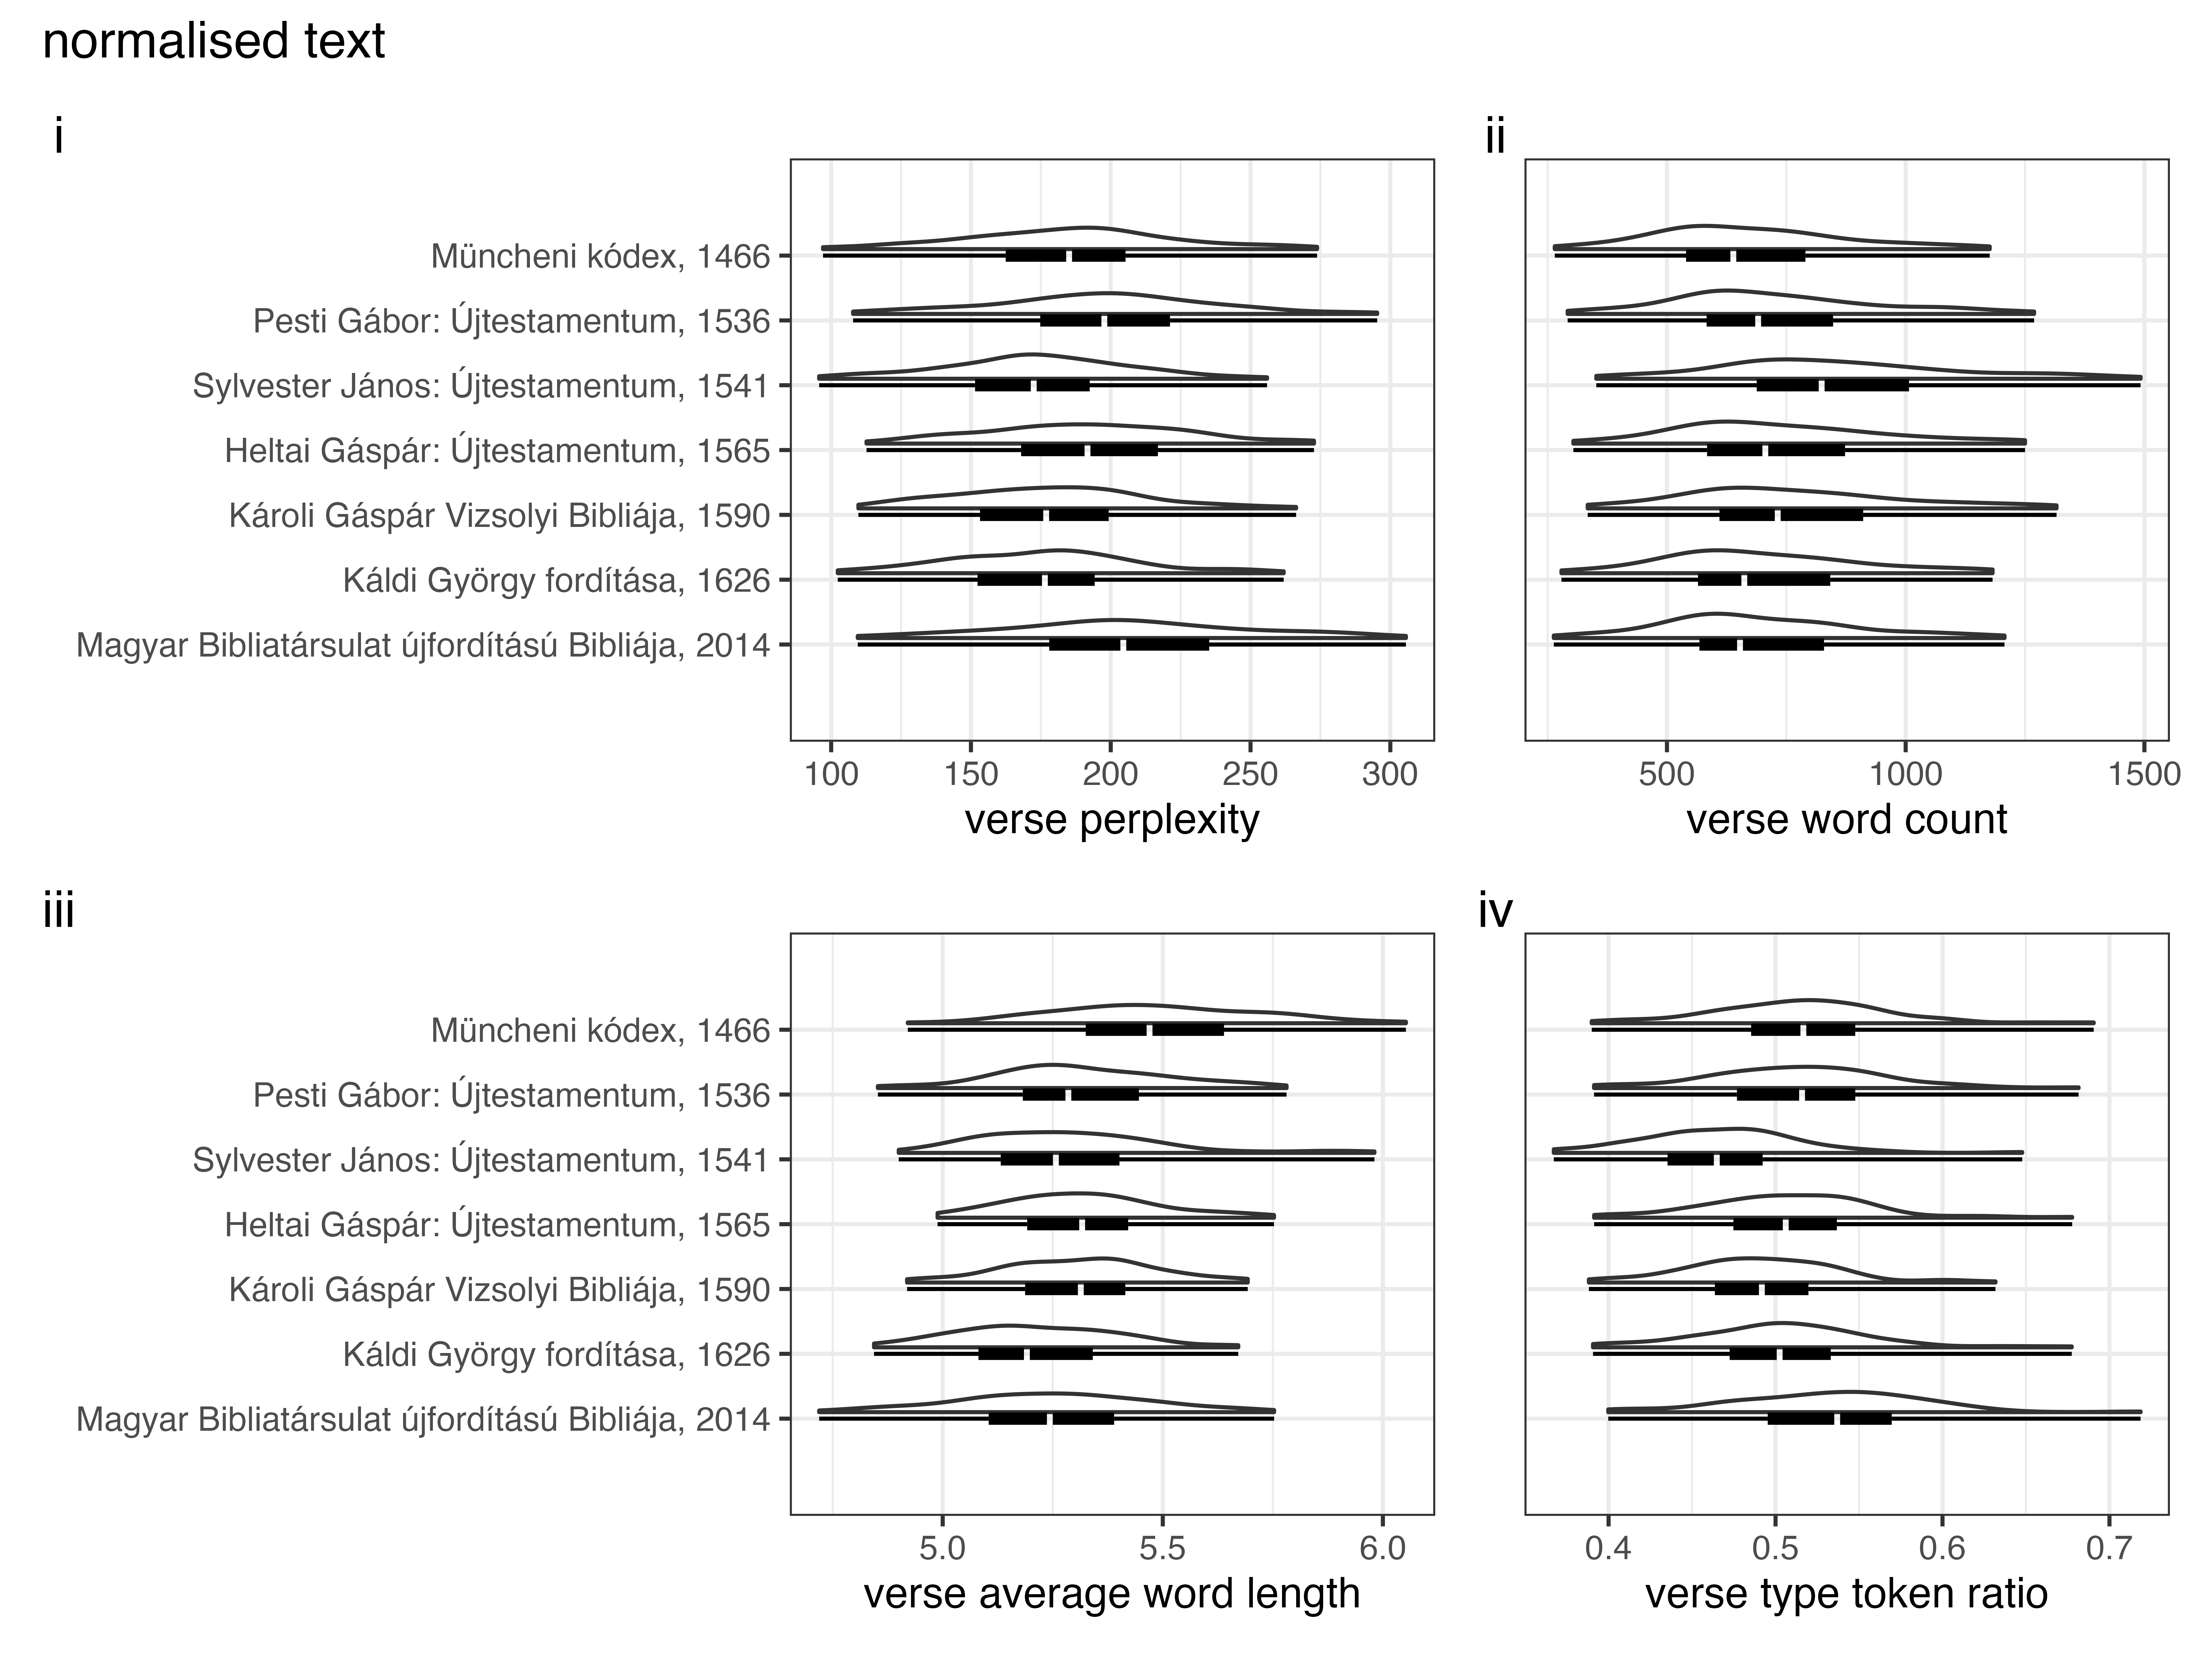 normalised text
i
Müncheni kódex, 1466
Pesti Gábor: Újtestamentum, 1536
Sylvester János: Újtestamentum, 1541
Heltai Gáspár: Újtestamentum, 1565
Károli Gáspár Vizsolyi Bibliája, 1590
Káldi György fordítása, 1626
Magyar Bibliatársulat újfordítású Bibliája, 2014
100 150 200 250 300
verse perplexity
ii
500 1000 1500
verse word count
iii
Müncheni kódex, 1466
Pesti Gábor: Újtestamentum, 1536
Sylvester János: Újtestamentum, 1541
Heltai Gáspár: Újtestamentum, 1565
Károli Gáspár Vizsolyi Bibliája, 1590
Káldi György fordítása, 1626
Magyar Bibliatársulat újfordítású Bibliája, 2014
5.0 5.5 6.0
verse average word length
iv
0.4 0.5 0.6 0.7
verse type token ratio